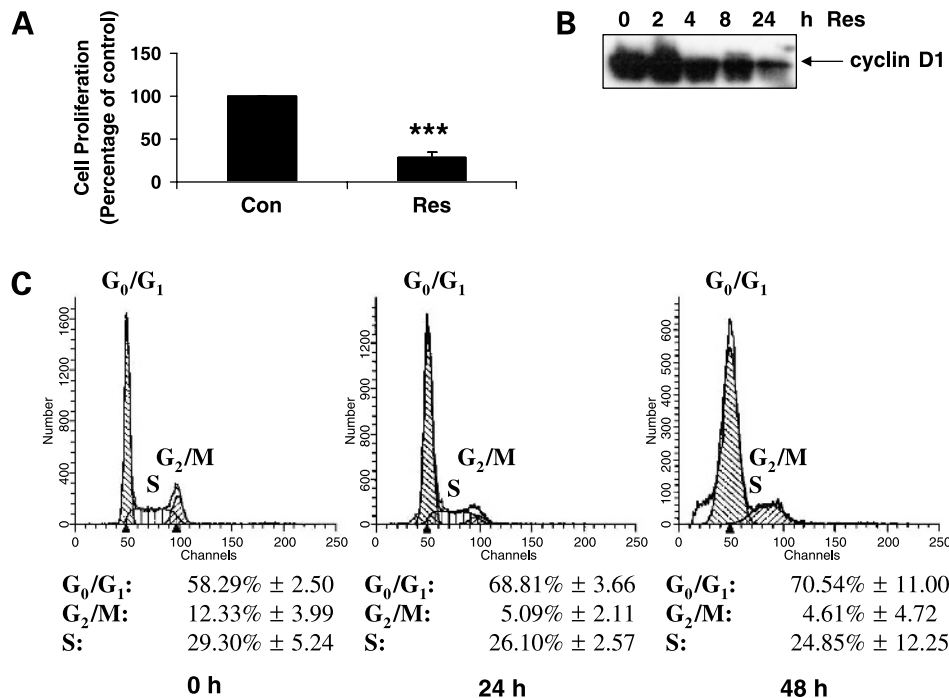 A
Cell Proliferation
(Percentage of control)
150
100
50
0
***
Con Res
B
0 2 4 8 24 h Res
cyclin D1
C
G₀/G₁
Number
1600
1200
800
400
0
S
G₂/M
0 50 100 150 200 250
Channels
G₀/G₁: 58.29% ± 2.50
G₂/M: 12.33% ± 3.99
S: 29.30% ± 5.24
0 h
G₀/G₁
Number
1200
900
600
300
0
S
G₂/M
0 50 100 150 200 250
Channels
68.81% ± 3.66
G₀/G₁:
G₂/M: 5.09% ± 2.11
S: 26.10% ± 2.57
24 h
G₀/G₁
Number
600
500
400
300
200
100
0
S
G₂/M
0 50 100 150 200 250
Channels
G₀/G₁: 70.54% ± 11.00
G₂/M: 4.61% ± 4.72
S: 24.85% ± 12.25
48 h